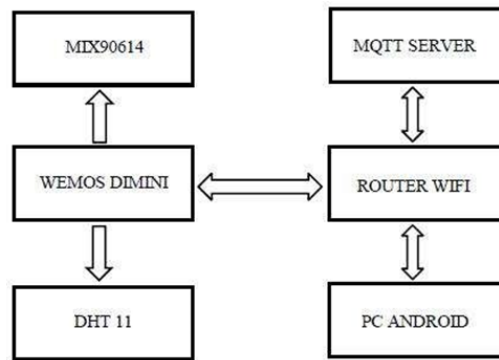 MIX90614
MQTT SERVER
WEMOS DIMINI
ROUTER WIFI
DHT 11
PC ANDROID